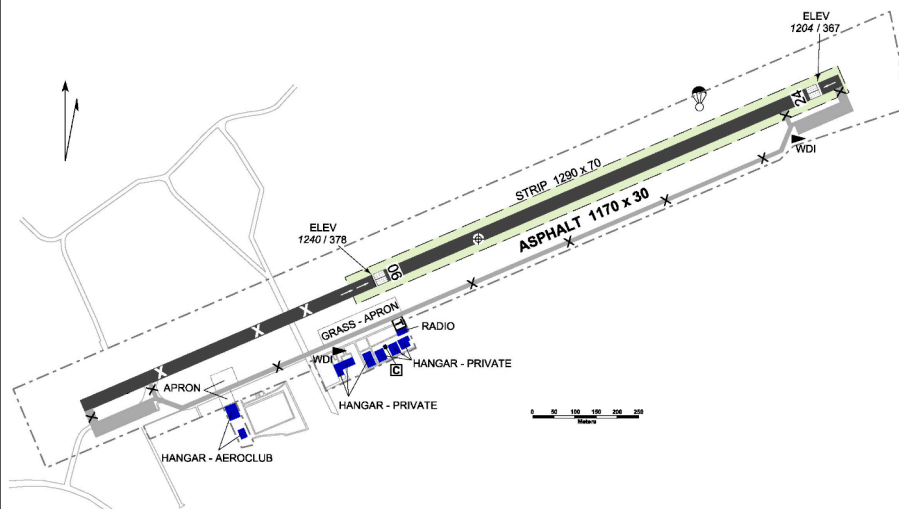 ELEV
1204 / 367
24
WDI
STRIP 1290 x 70
ASPHALT 1170 x 30
ELEV
1240 / 378
06
GRASS - APRON
T
RADIO
WDI
C
HANGAR - PRIVATE
APRON
HANGAR - PRIVATE
HANGAR - AEROCLUB
0 50 100 150 200 250
Meters